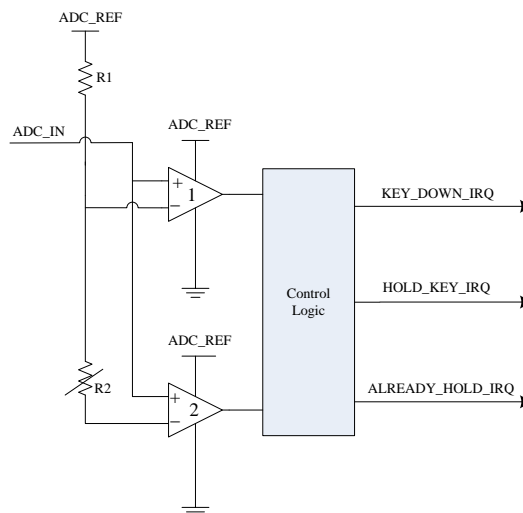 ADC_REF
R1
ADC_IN
ADC_REF
+
1
−
KEY_DOWN_IRQ
HOLD_KEY_IRQ
Control
Logic
ADC_REF
R2
ALREADY_HOLD_IRQ
+
2
−